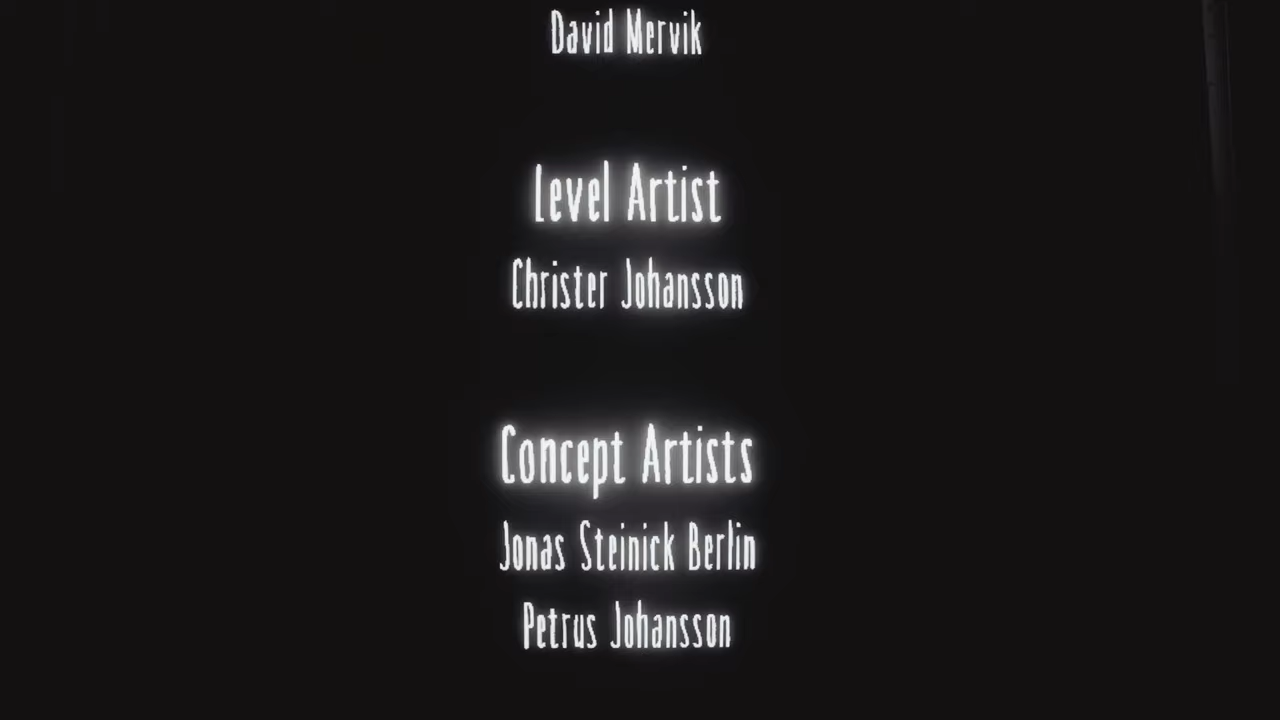 David Mervik
Level Artist
Christer Johansson
Concept Artists
Jonas Steinick Berlin
Petrus Johansson